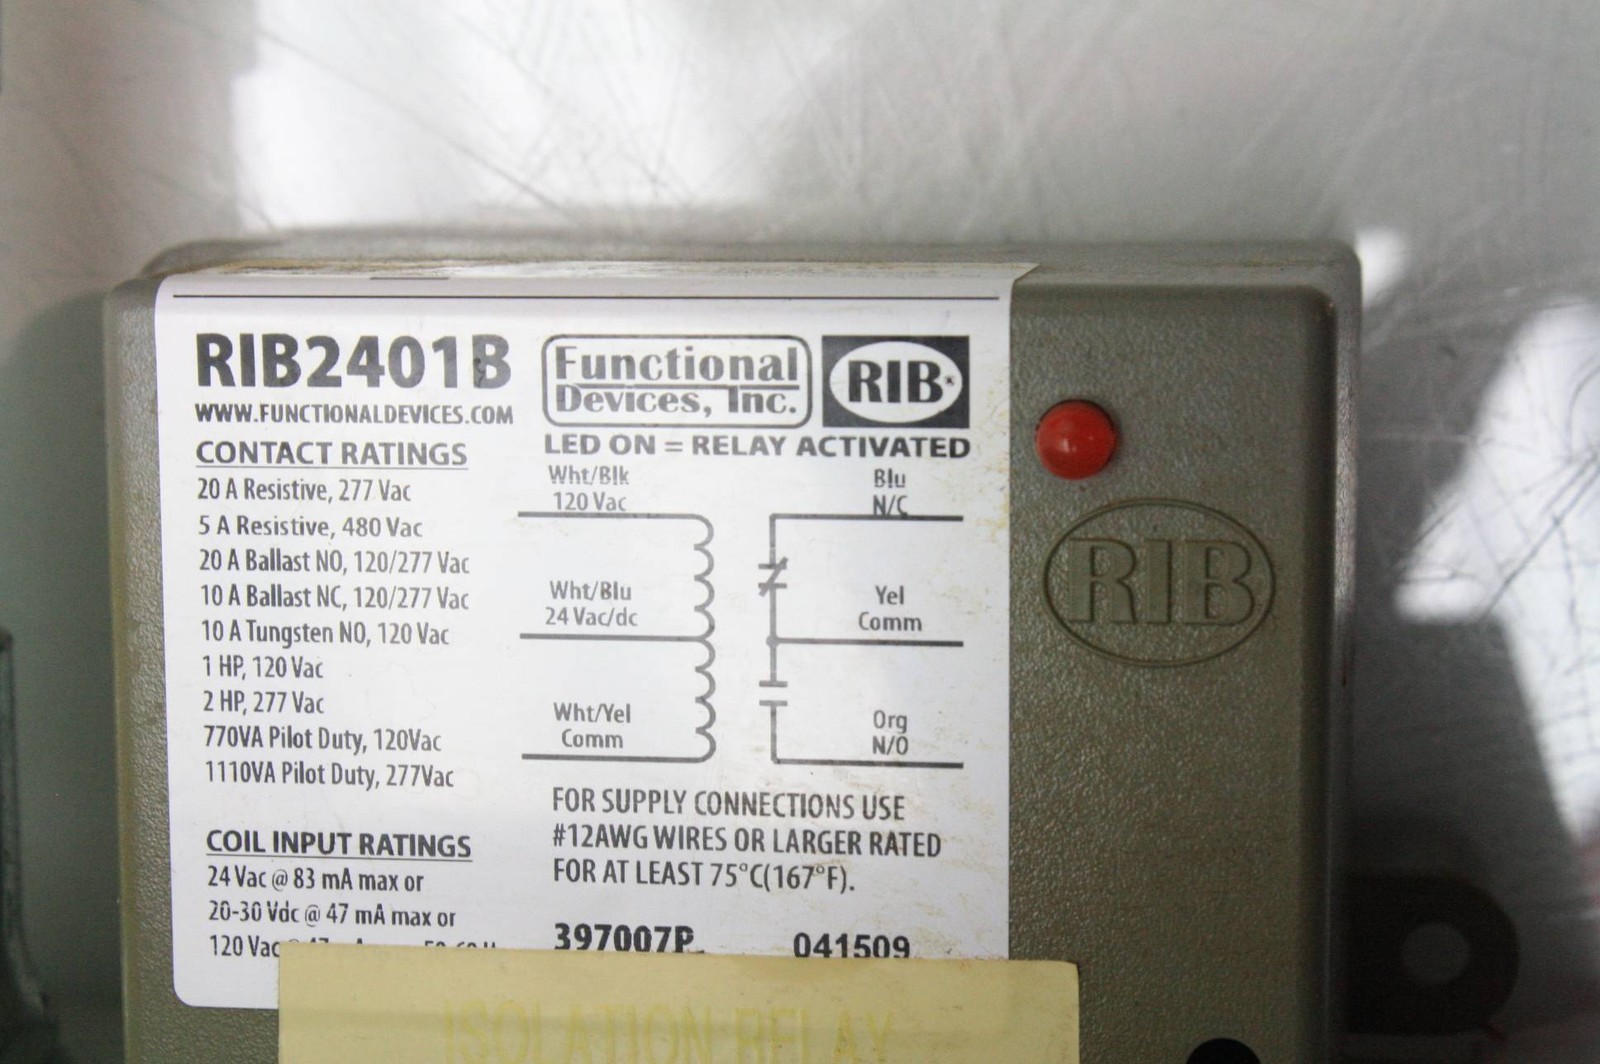 RIB2401B
WWW.FUNCTIONALDEVICES.COM
Functional
Devices, Inc.
RIB®
LED ON = RELAY ACTIVATED
CONTACT RATINGS
20 A Resistive, 277 Vac
5 A Resistive, 480 Vac
20 A Ballast NO, 120/277 Vac
10 A Ballast NC, 120/277 Vac
10 A Tungsten NO, 120 Vac
1 HP, 120 Vac
2 HP, 277 Vac
770VA Pilot Duty, 120Vac
1110VA Pilot Duty, 277Vac
COIL INPUT RATINGS
24 Vac @ 83 mA max or
20-30 Vdc @ 47 mA max or
120 Vac
Wht/Blk
120 Vac
Wht/Blu
24 Vac/dc
Wht/Yel
Comm
Blu
N/C
Yel
Comm
Org
N/O
FOR SUPPLY CONNECTIONS USE
#12AWG WIRES OR LARGER RATED
FOR AT LEAST 75°C(167°F).
397007P
041509
RIB
ISOLATION RELAY